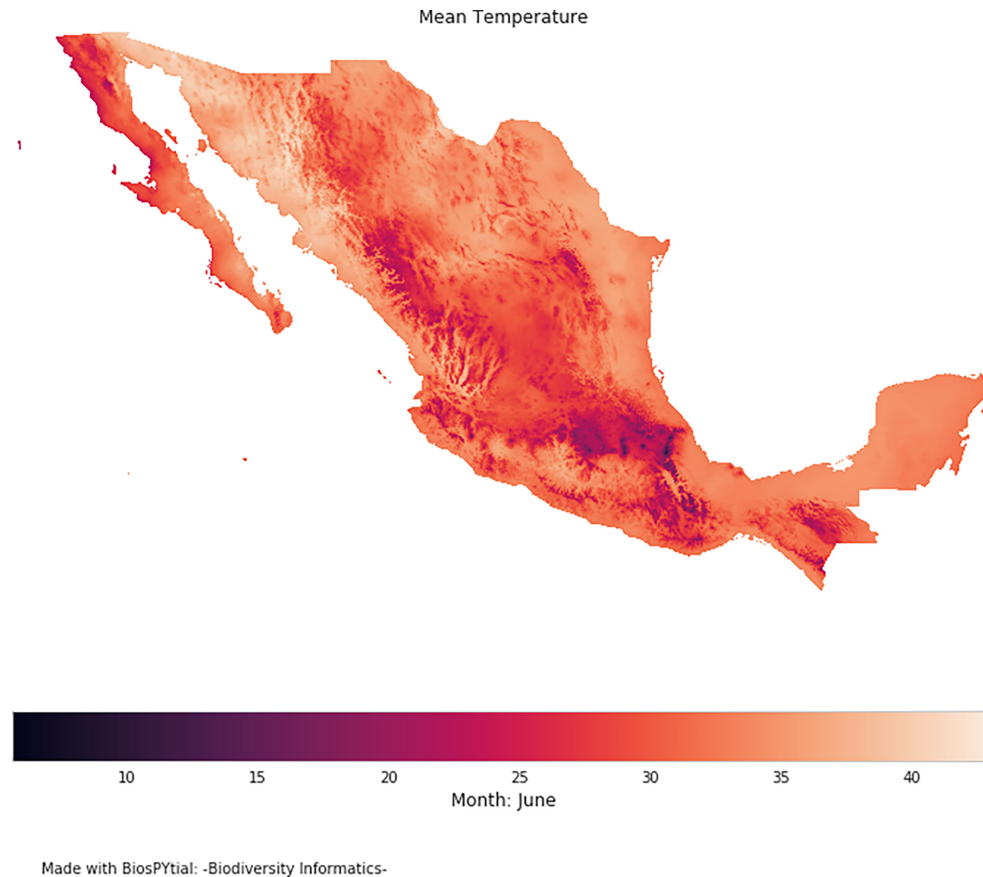 Mean Temperature
10 15 20 25 30 35 40
Month: June
Made with BiosPYtial: -Biodiversity Informatics-